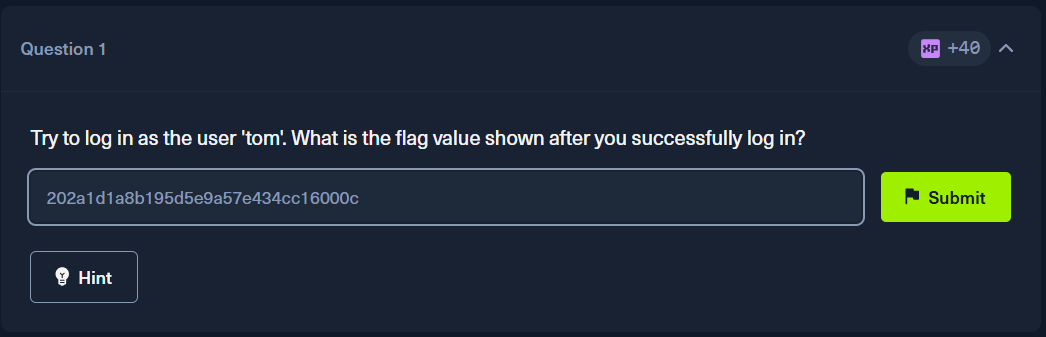 Question 1
XP +40
Try to log in as the user 'tom'. What is the flag value shown after you successfully log in?
202a1d1a8b195d5e9a57e434cc16000c
Submit
Hint